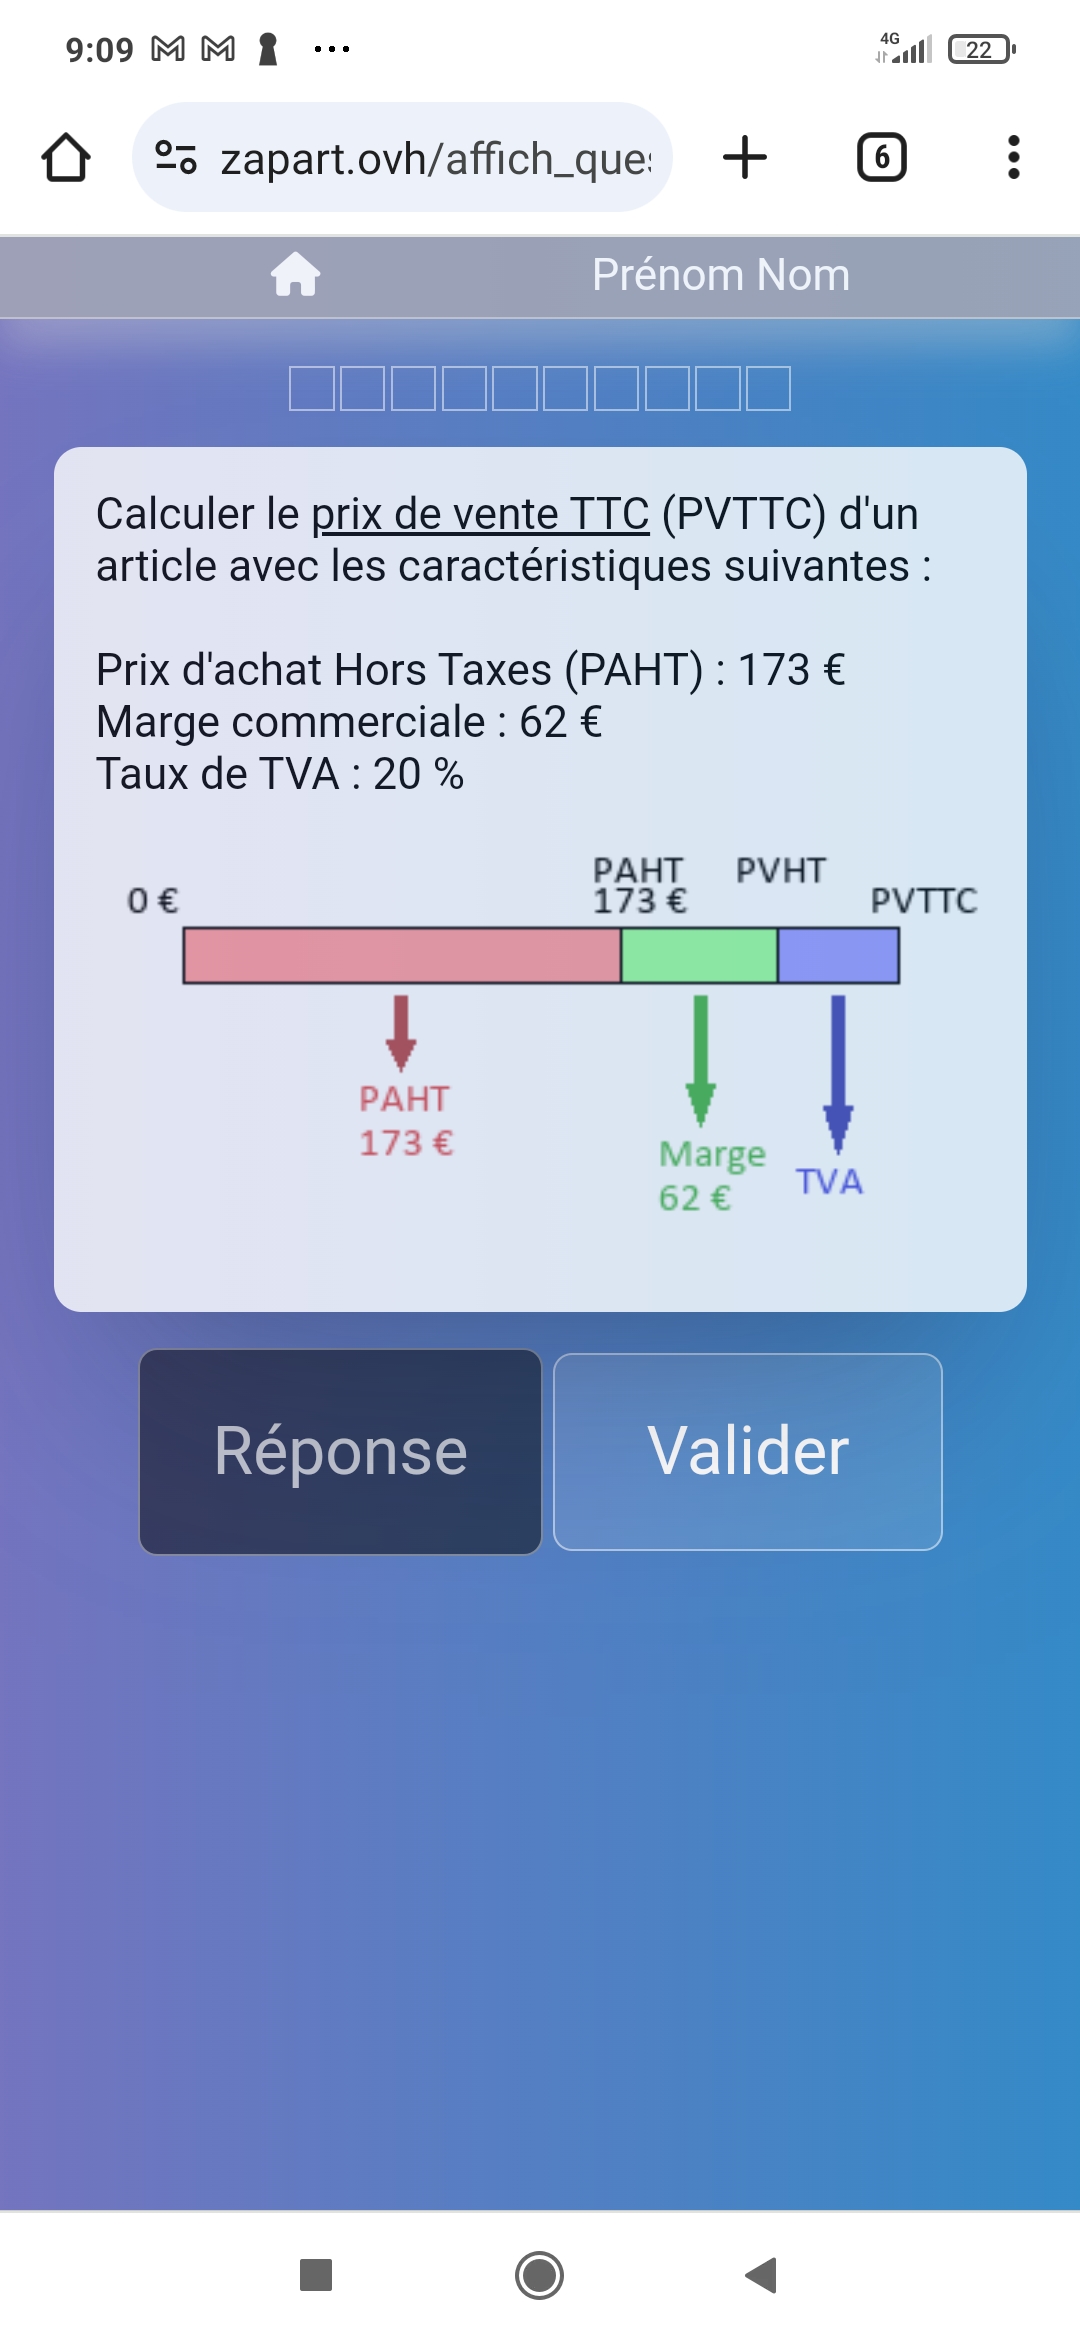 9:09
4G
22
zapart.ovh/affich_ques
6
Prénom Nom
Calculer le prix de vente TTC (PVTTC) d'un
article avec les caractéristiques suivantes :
Prix d'achat Hors Taxes (PAHT) : 173 €
Marge commerciale : 62 €
Taux de TVA : 20 %
0 €
PAHT
173 €
PVHT
PVTTC
PAHT
173 €
Marge
62 €
TVA
Réponse
Valider